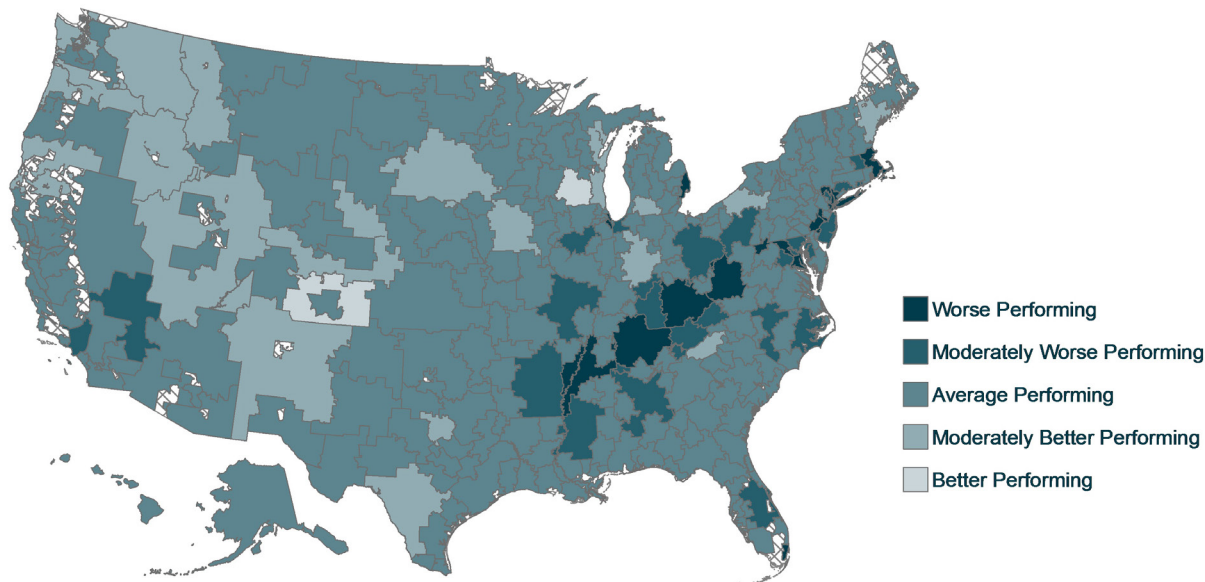 Worse Performing
Moderately Worse Performing
Average Performing
Moderately Better Performing
Better Performing